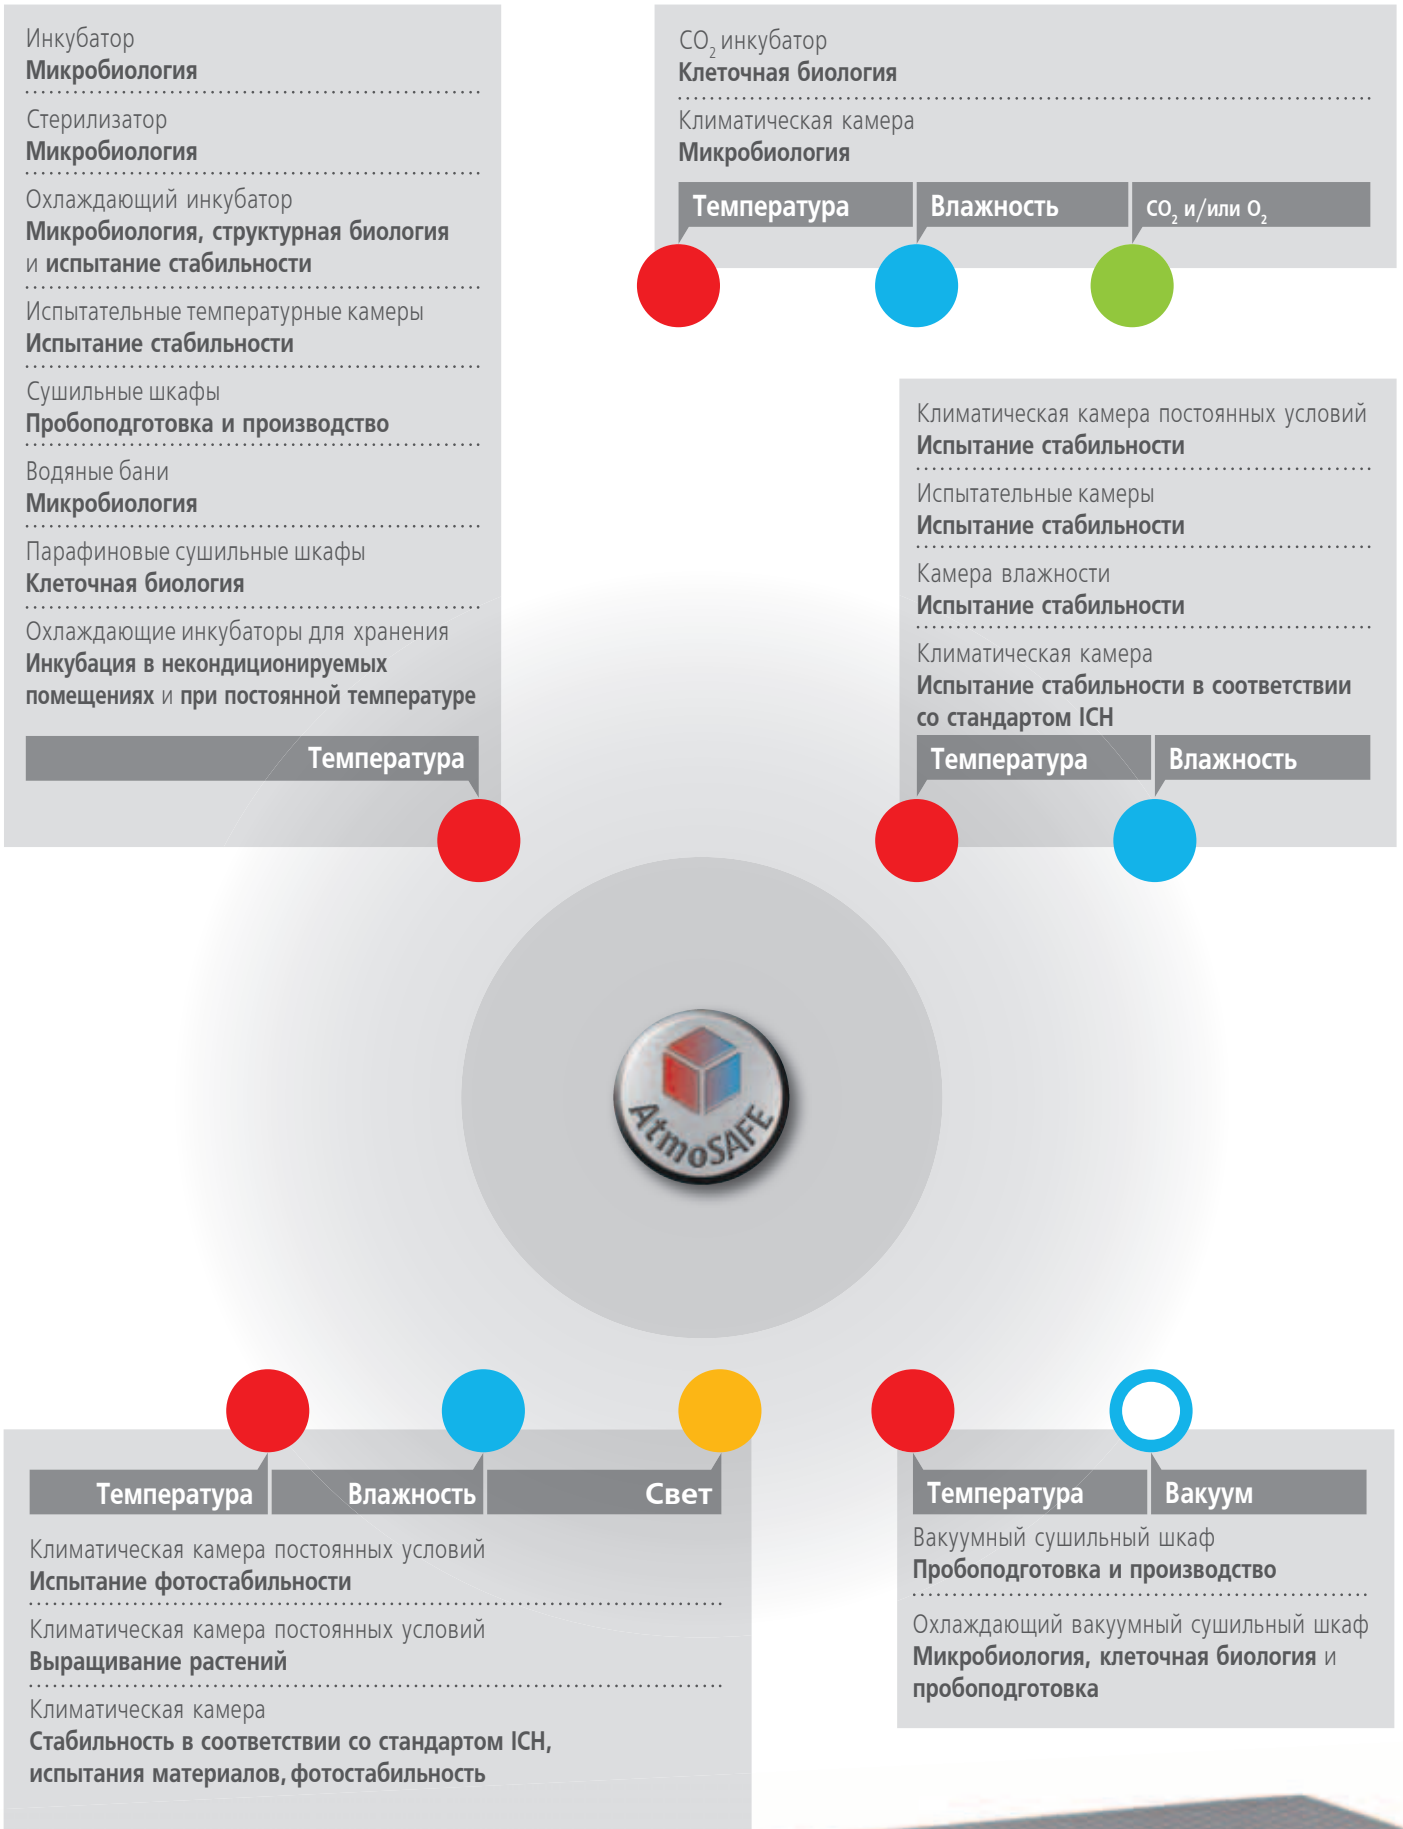 Инкубатор
Микробиология
Стерилизатор
Микробиология
Охлаждающий инкубатор
Микробиология, структурная биология
и испытание стабильности
Испытательные температурные камеры
Испытание стабильности
Сушильные шкафы
Пробоподготовка и производство
Водяные бани
Микробиология
Парафиновые сушильные шкафы
Клеточная биология
Охлаждающие инкубаторы для хранения
Инкубация в некондиционируемых
помещениях и при постоянной температуре
Температура
CO₂ инкубатор
Клеточная биология
Климатическая камера
Микробиология
Температура
Влажность
CO₂ и/или O₂
Климатическая камера постоянных условий
Испытание стабильности
Испытательные камеры
Испытание стабильности
Камера влажности
Испытание стабильности
Климатическая камера
Испытание стабильности в соответствии
со стандартом ICH
Температура
Влажность
AtmoSAFE
Температура
Влажность
Свет
Климатическая камера постоянных условий
Испытание фотостабильности
Климатическая камера постоянных условий
Выращивание растений
Климатическая камера
Стабильность в соответствии со стандартом ICH,
испытания материалов, фотостабильность
Температура
Вакуум
Вакуумный сушильный шкаф
Пробоподготовка и производство
Охлаждающий вакуумный сушильный шкаф
Микробиология, клеточная биология и
пробоподготовка